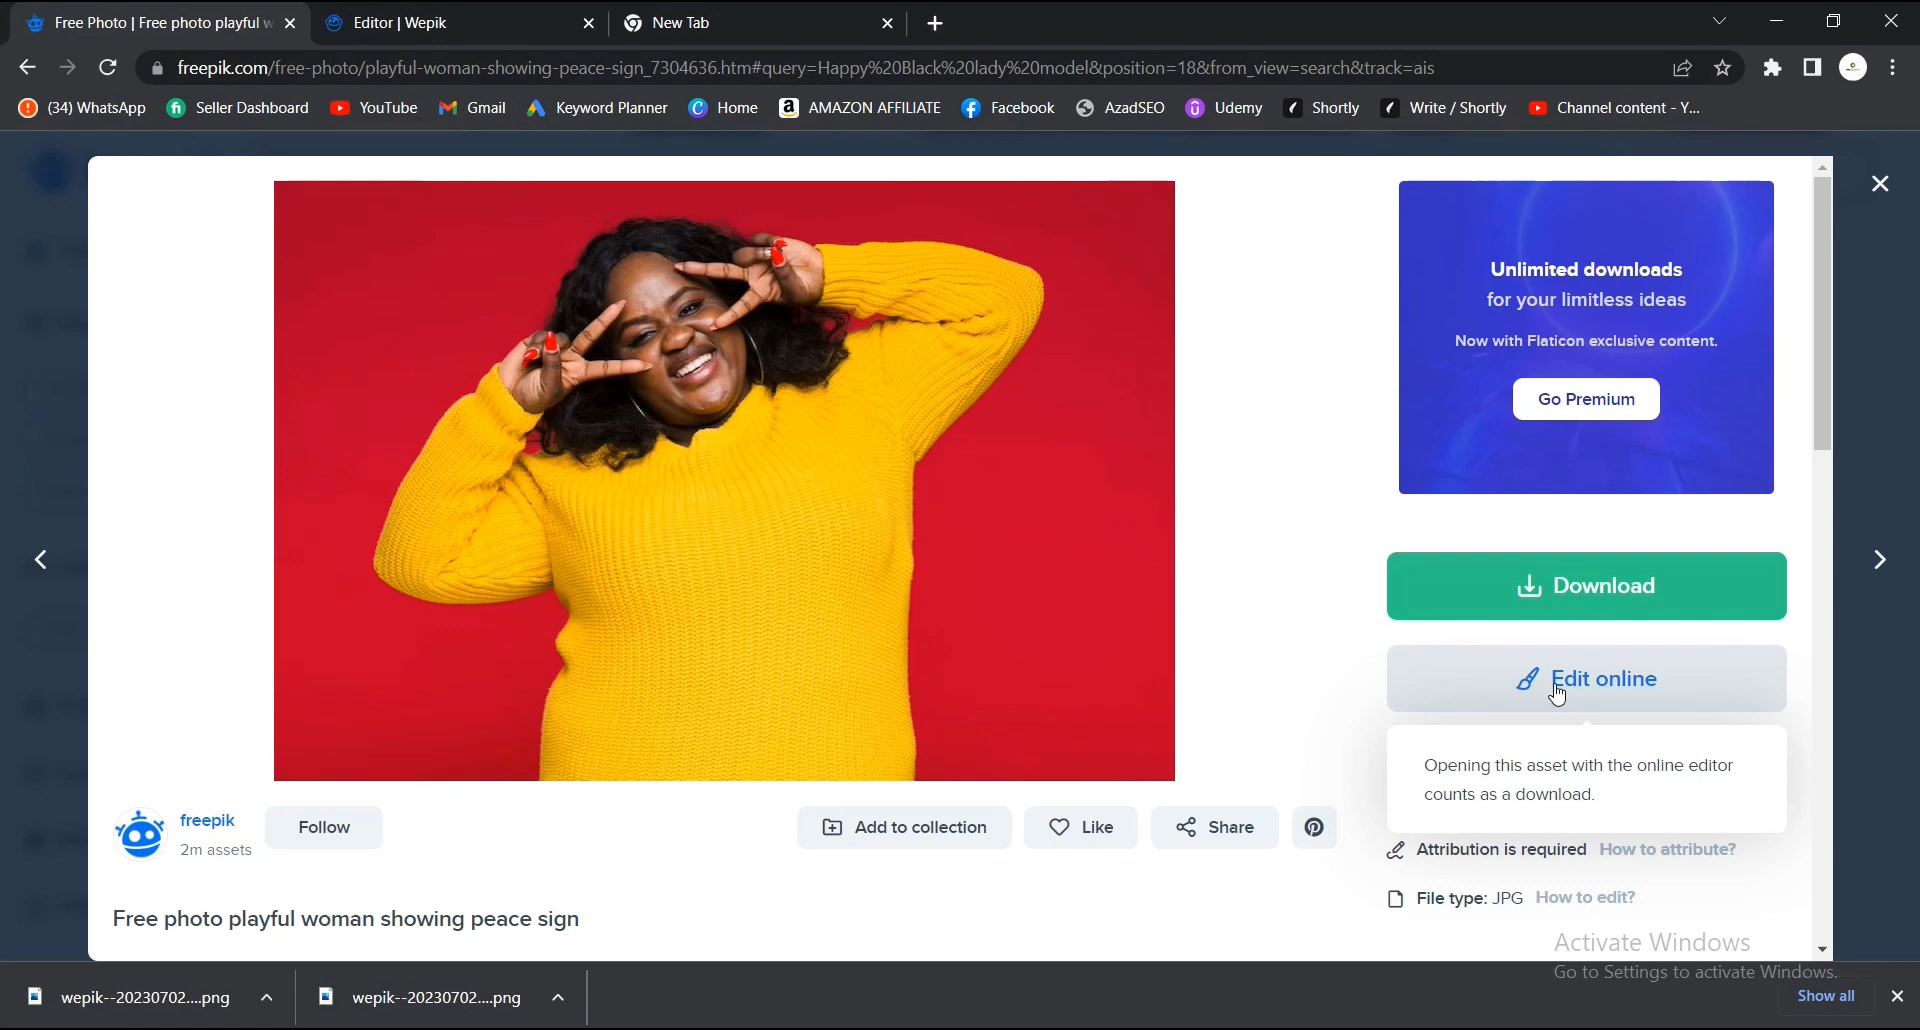 Free Photo | Free photo playful w
Editor | Wepik
New Tab
freepik.com/free-photo/playful-woman-showing-peace-sign_7304636.htm#query=Happy%20Black%20lady%20model&position=18&from_view=search&track=ais
(34) WhatsApp
Seller Dashboard
YouTube
Gmail
Keyword Planner
Home
AMAZON AFFILIATE
Facebook
AzadSEO
Udemy
Shortly
Write / Shortly
Channel content - Y...
Unlimited downloads
for your limitless ideas
Now with Flaticon exclusive content.
Go Premium
Download
Edit online
Opening this asset with the online editor
counts as a download.
freepik
2m assets
Follow
Add to collection
Like
Share
Attribution is required How to attribute?
File type: JPG How to edit?
Free photo playful woman showing peace sign
Activate Windows
Go to Settings to activate Windows.
wepik--20230702....png
wepik--20230702....png
Show all